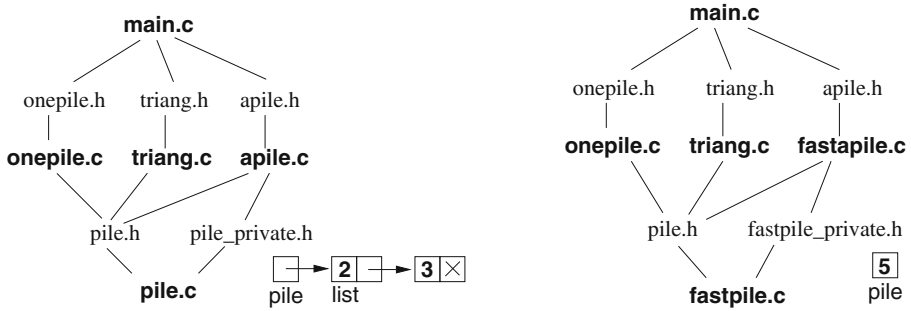 main.c
onepile.h triang.h apile.h
onepile.c triang.c apile.c
pile.h pile_private.h
pile.c
2 3
pile list
main.c
onepile.h triang.h apile.h
onepile.c triang.c fastapile.c
pile.h fastpile_private.h
5
fastpile.c pile